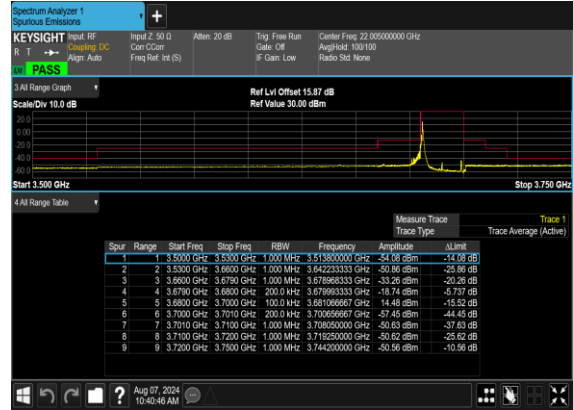 Spectrum Analyzer 1
Spurious Emissions
KEYSIGHT Input: RF Input Z: 50 Ω Atten: 20 dB Trig: Free Run Center Freq: 22.005000000 GHz
R T Coupling: DC Corr CCorr Gate: Off Avg|Hold: 100/100
Align: Auto Freq Ref: Int (S) IF Gain: Low Radio Std: None
PASS
3 All Range Graph Ref Lvl Offset 15.87 dB
Scale/Div 10.0 dB Ref Value 30.00 dBm
20.0
0.00
-20.0
-40.0
-60.0
Start 3.500 GHz Stop 3.750 GHz
4 All Range Table
Measure Trace Trace 1
Trace Type Trace Average (Active)
Spur Range Start Freq Stop Freq RBW Frequency Amplitude ΔLimit
1 1 3.5000 GHz 3.5300 GHz 1.000 MHz 3.513800000 GHz -54.08 dBm -14.08 dB
2 2 3.5300 GHz 3.6600 GHz 1.000 MHz 3.642233333 GHz -50.86 dBm -25.86 dB
3 3 3.6600 GHz 3.6790 GHz 1.000 MHz 3.678968333 GHz -33.26 dBm -20.26 dB
4 4 3.6790 GHz 3.6800 GHz 200.0 kHz 3.679993333 GHz -18.74 dBm -5.737 dB
5 5 3.6800 GHz 3.7000 GHz 100.0 kHz 3.681066667 GHz 14.48 dBm -15.52 dB
6 6 3.7000 GHz 3.7010 GHz 200.0 kHz 3.700656667 GHz -57.45 dBm -44.45 dB
7 7 3.7010 GHz 3.7100 GHz 1.000 MHz 3.708050000 GHz -50.63 dBm -37.63 dB
8 8 3.7100 GHz 3.7200 GHz 1.000 MHz 3.719250000 GHz -50.62 dBm -25.62 dB
9 9 3.7200 GHz 3.7500 GHz 1.000 MHz 3.744200000 GHz -50.56 dBm -10.56 dB
Aug 07, 2024
10:40:46 AM